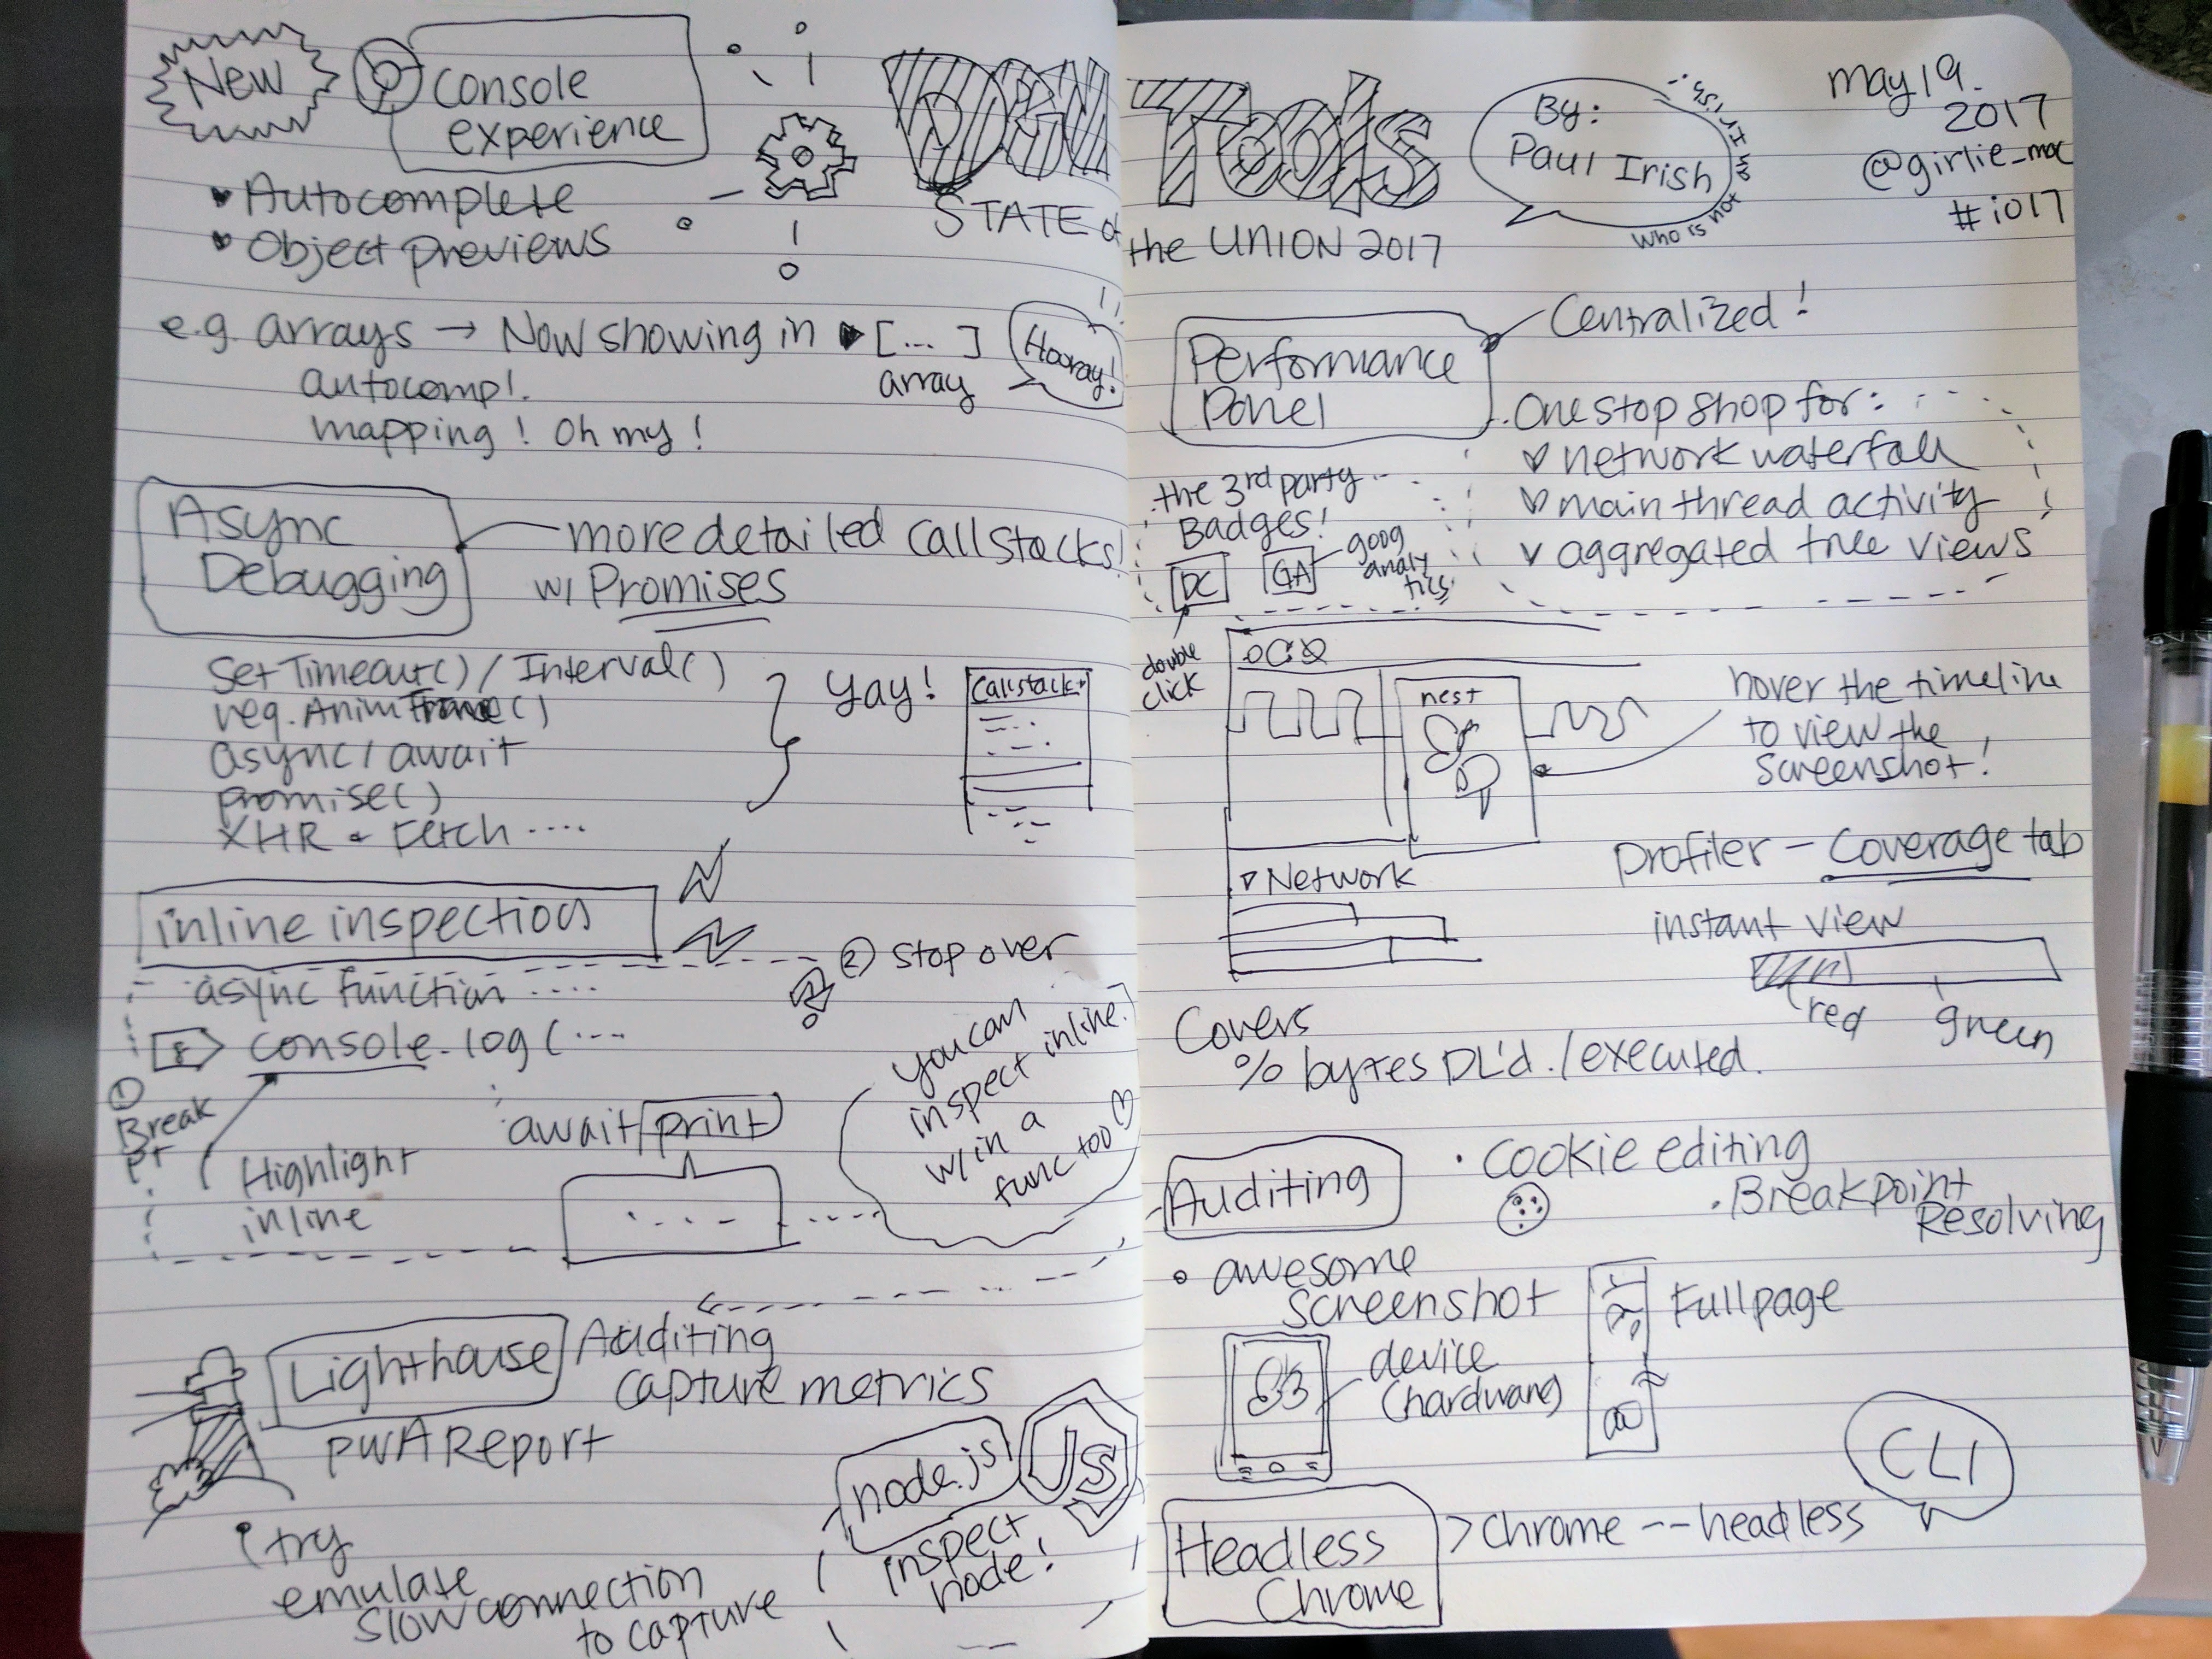 New
console
experience
Autocomplete
Object previews
e.g. arrays → Now showing in ▶ [...]
array
autocomp!.
mapping! Oh my!
Hooray!
DEV Tools
STATE of the UNION 2017
By:
Paul Irish
Who is not an Irish
may 19.
2017
@girlie_mac
#io17
Async
Debugging
more detailed callstacks!
w/ Promises
SetTimeout() / Interval()
req. AnimFrame()
async / await
promise()
XHR & Fetch ....
Yay!
Callstack
inline inspection
async function ....
8 console.log(...
① Break
pt
Highlight
inline
② stop over
await print
you can
inspect inline
w/in a
func too
Lighthouse
Auditing
capture metrics
PWA Report
try
emulate
slow connection
to capture
node.js
JS
inspect
node!
Performance
Panel
Centralized!
One stop shop for:
network waterfall
main thread activity
aggregated tree views
the 3rd party
Badges!
DC
GA
goog
analy
tics
double
click
nest
hover the timeline
to view the
screenshot!
Network
Profiler - Coverage tab
instant view
red
green
Covers
% bytes DL'd. / executed.
Auditing
• Cookie editing
• Breakpoint
Resolving
awesome
Screenshot
Fullpage
device
Headless
Chrome
> chrome --headless
CLI